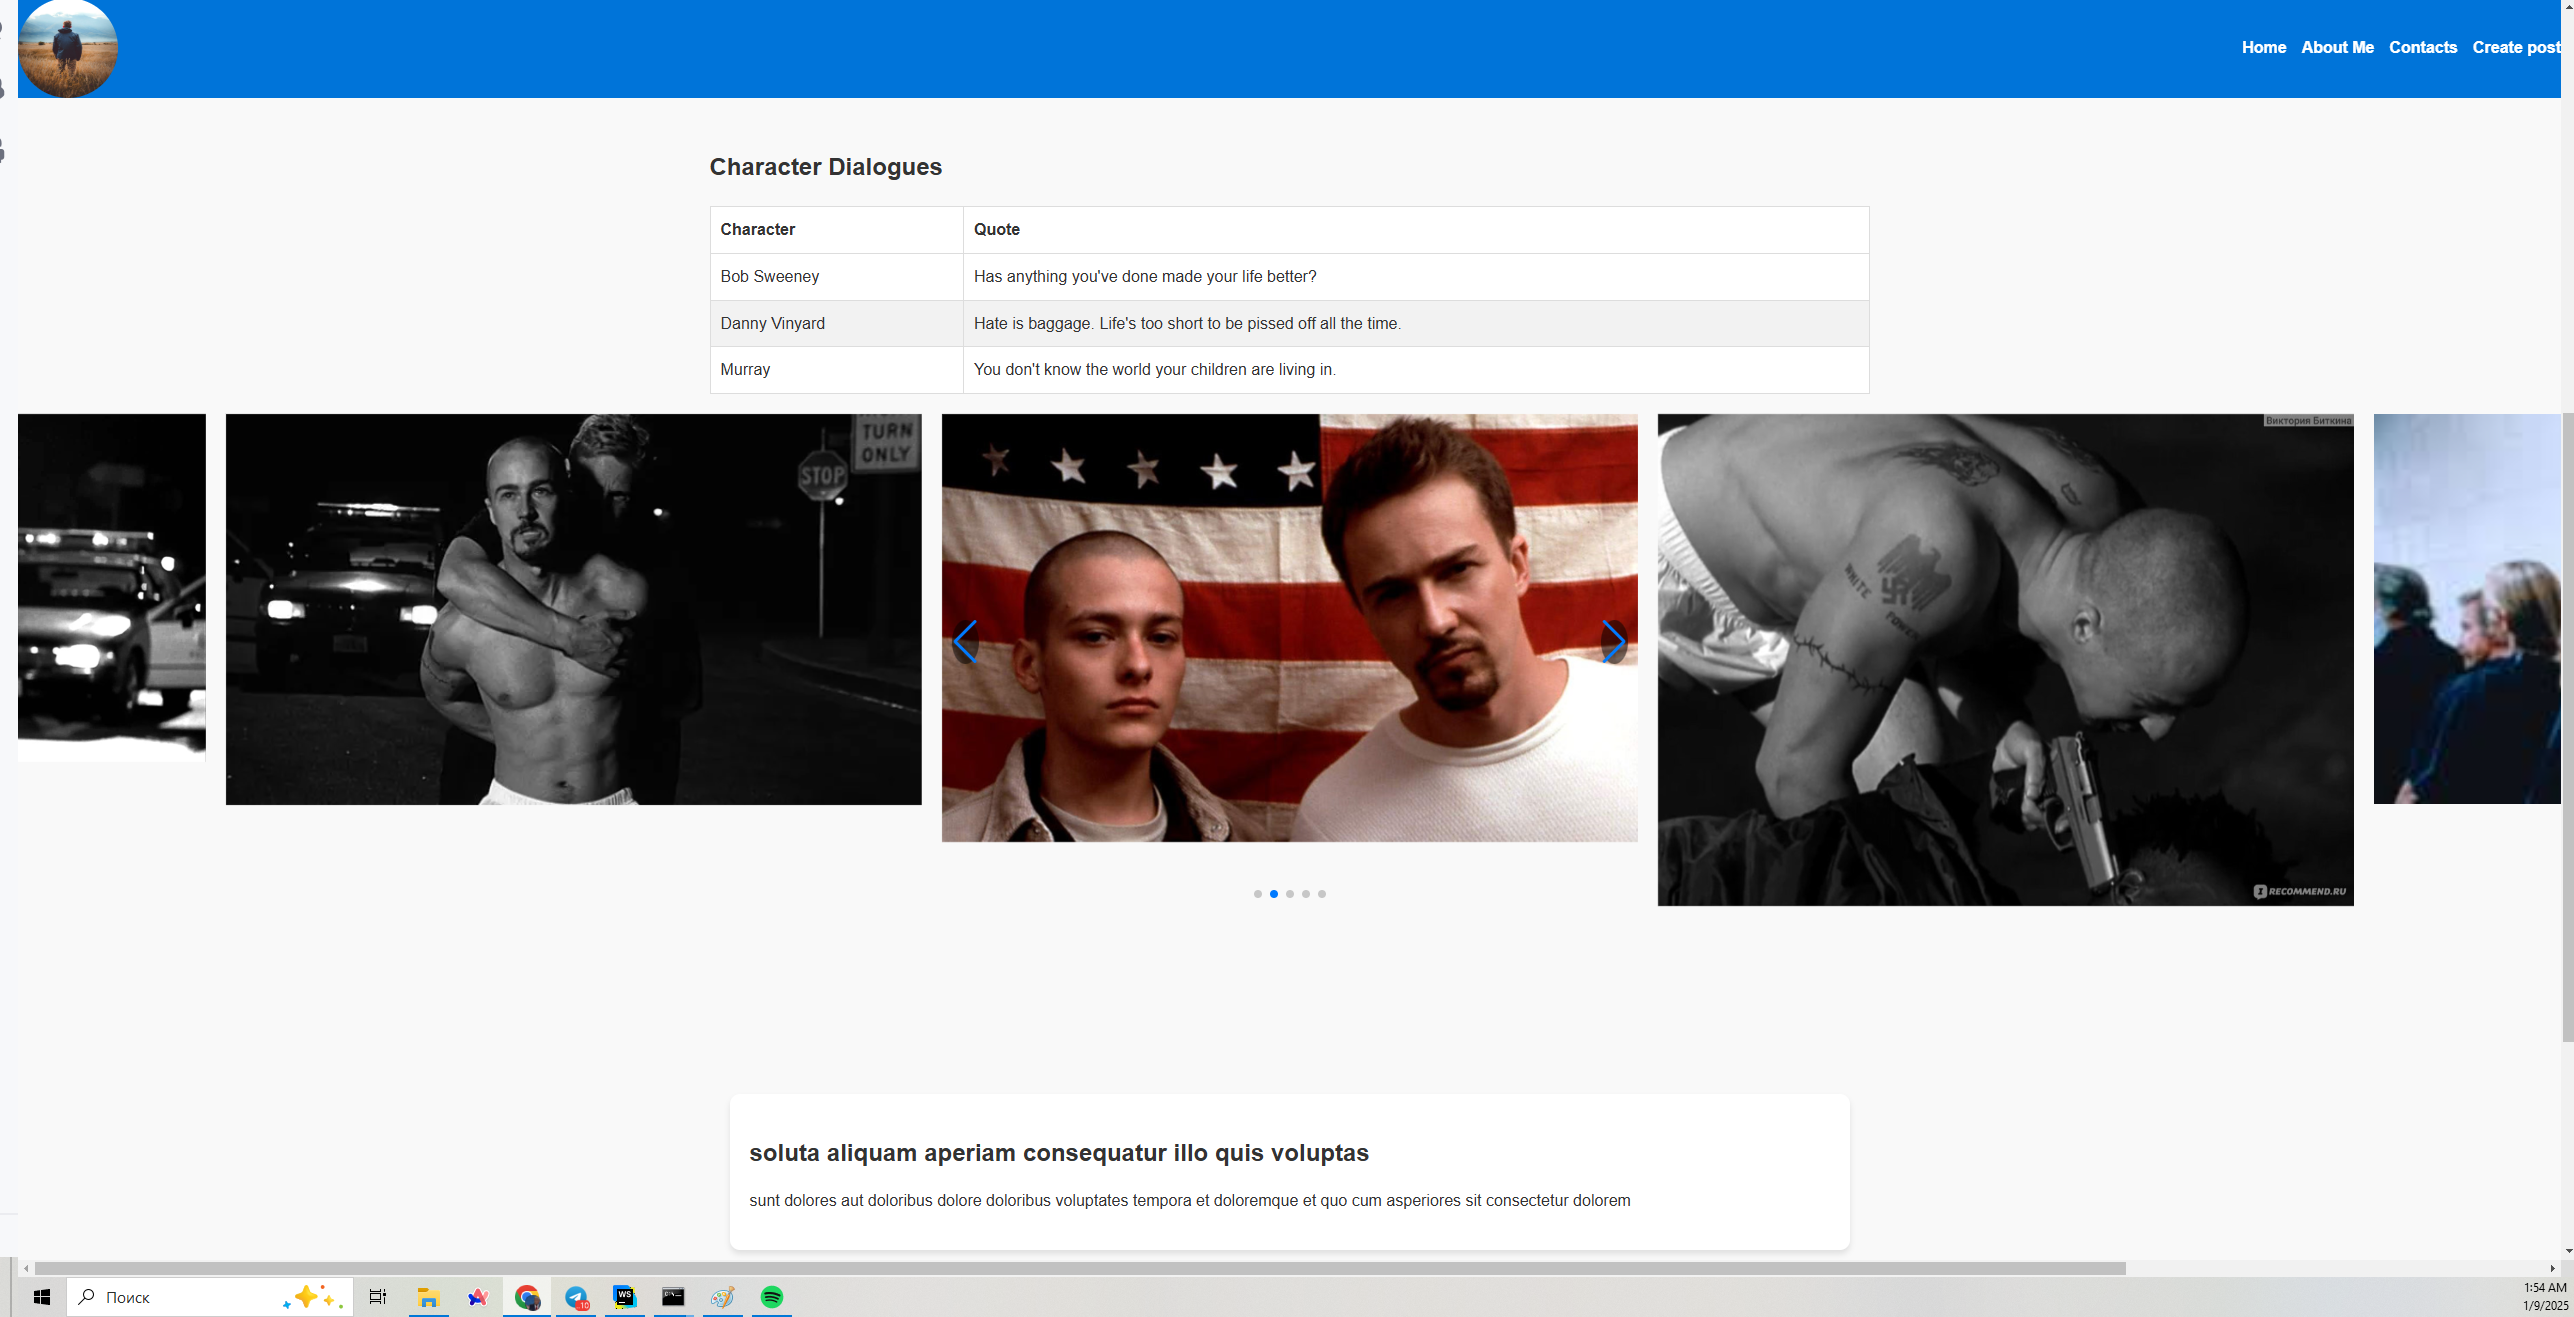 Home About Me Contacts Create post
Character Dialogues
Character Quote
Bob Sweeney Has anything you've done made your life better?
Danny Vinyard Hate is baggage. Life's too short to be pissed off all the time.
Murray You don't know the world your children are living in.
TURN
ONLY
STOP
Виктория Биткина
WHITE
POWER
RECOMMEND.RU
soluta aliquam aperiam consequatur illo quis voluptas
sunt dolores aut doloribus dolore doloribus voluptates tempora et doloremque et quo cum asperiores sit consectetur dolorem
Поиск
10
WS
1:54 AM
1/9/2025